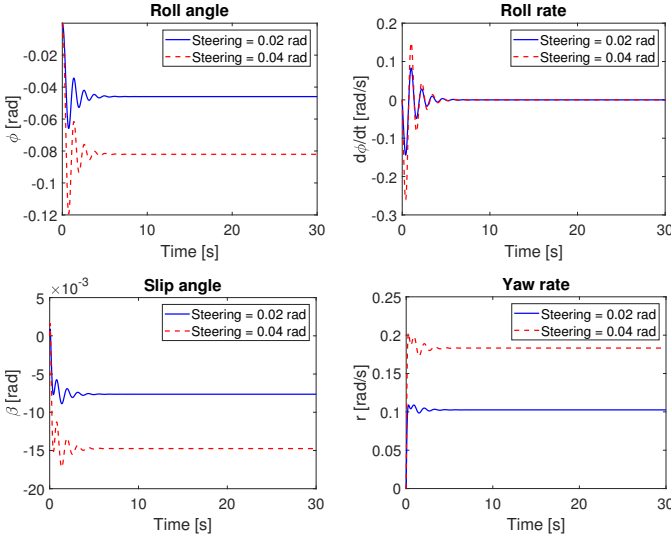 Roll angle
-0.02
-0.04
-0.06
-0.08
-0.1
-0.12
ϕ [rad]
Steering = 0.02 rad
Steering = 0.04 rad
0
10
20
30
Time [s]
Roll rate
0.2
0.1
0
-0.1
-0.2
-0.3
dϕ/dt [rad/s]
Steering = 0.02 rad
Steering = 0.04 rad
0
10
20
30
Time [s]
Slip angle
× 10⁻³
5
0
-5
-10
-15
-20
β [rad]
Steering = 0.02 rad
Steering = 0.04 rad
0
10
20
30
Time [s]
Yaw rate
0.25
0.2
0.15
0.1
0.05
0
r [rad/s]
Steering = 0.02 rad
Steering = 0.04 rad
0
10
20
30
Time [s]